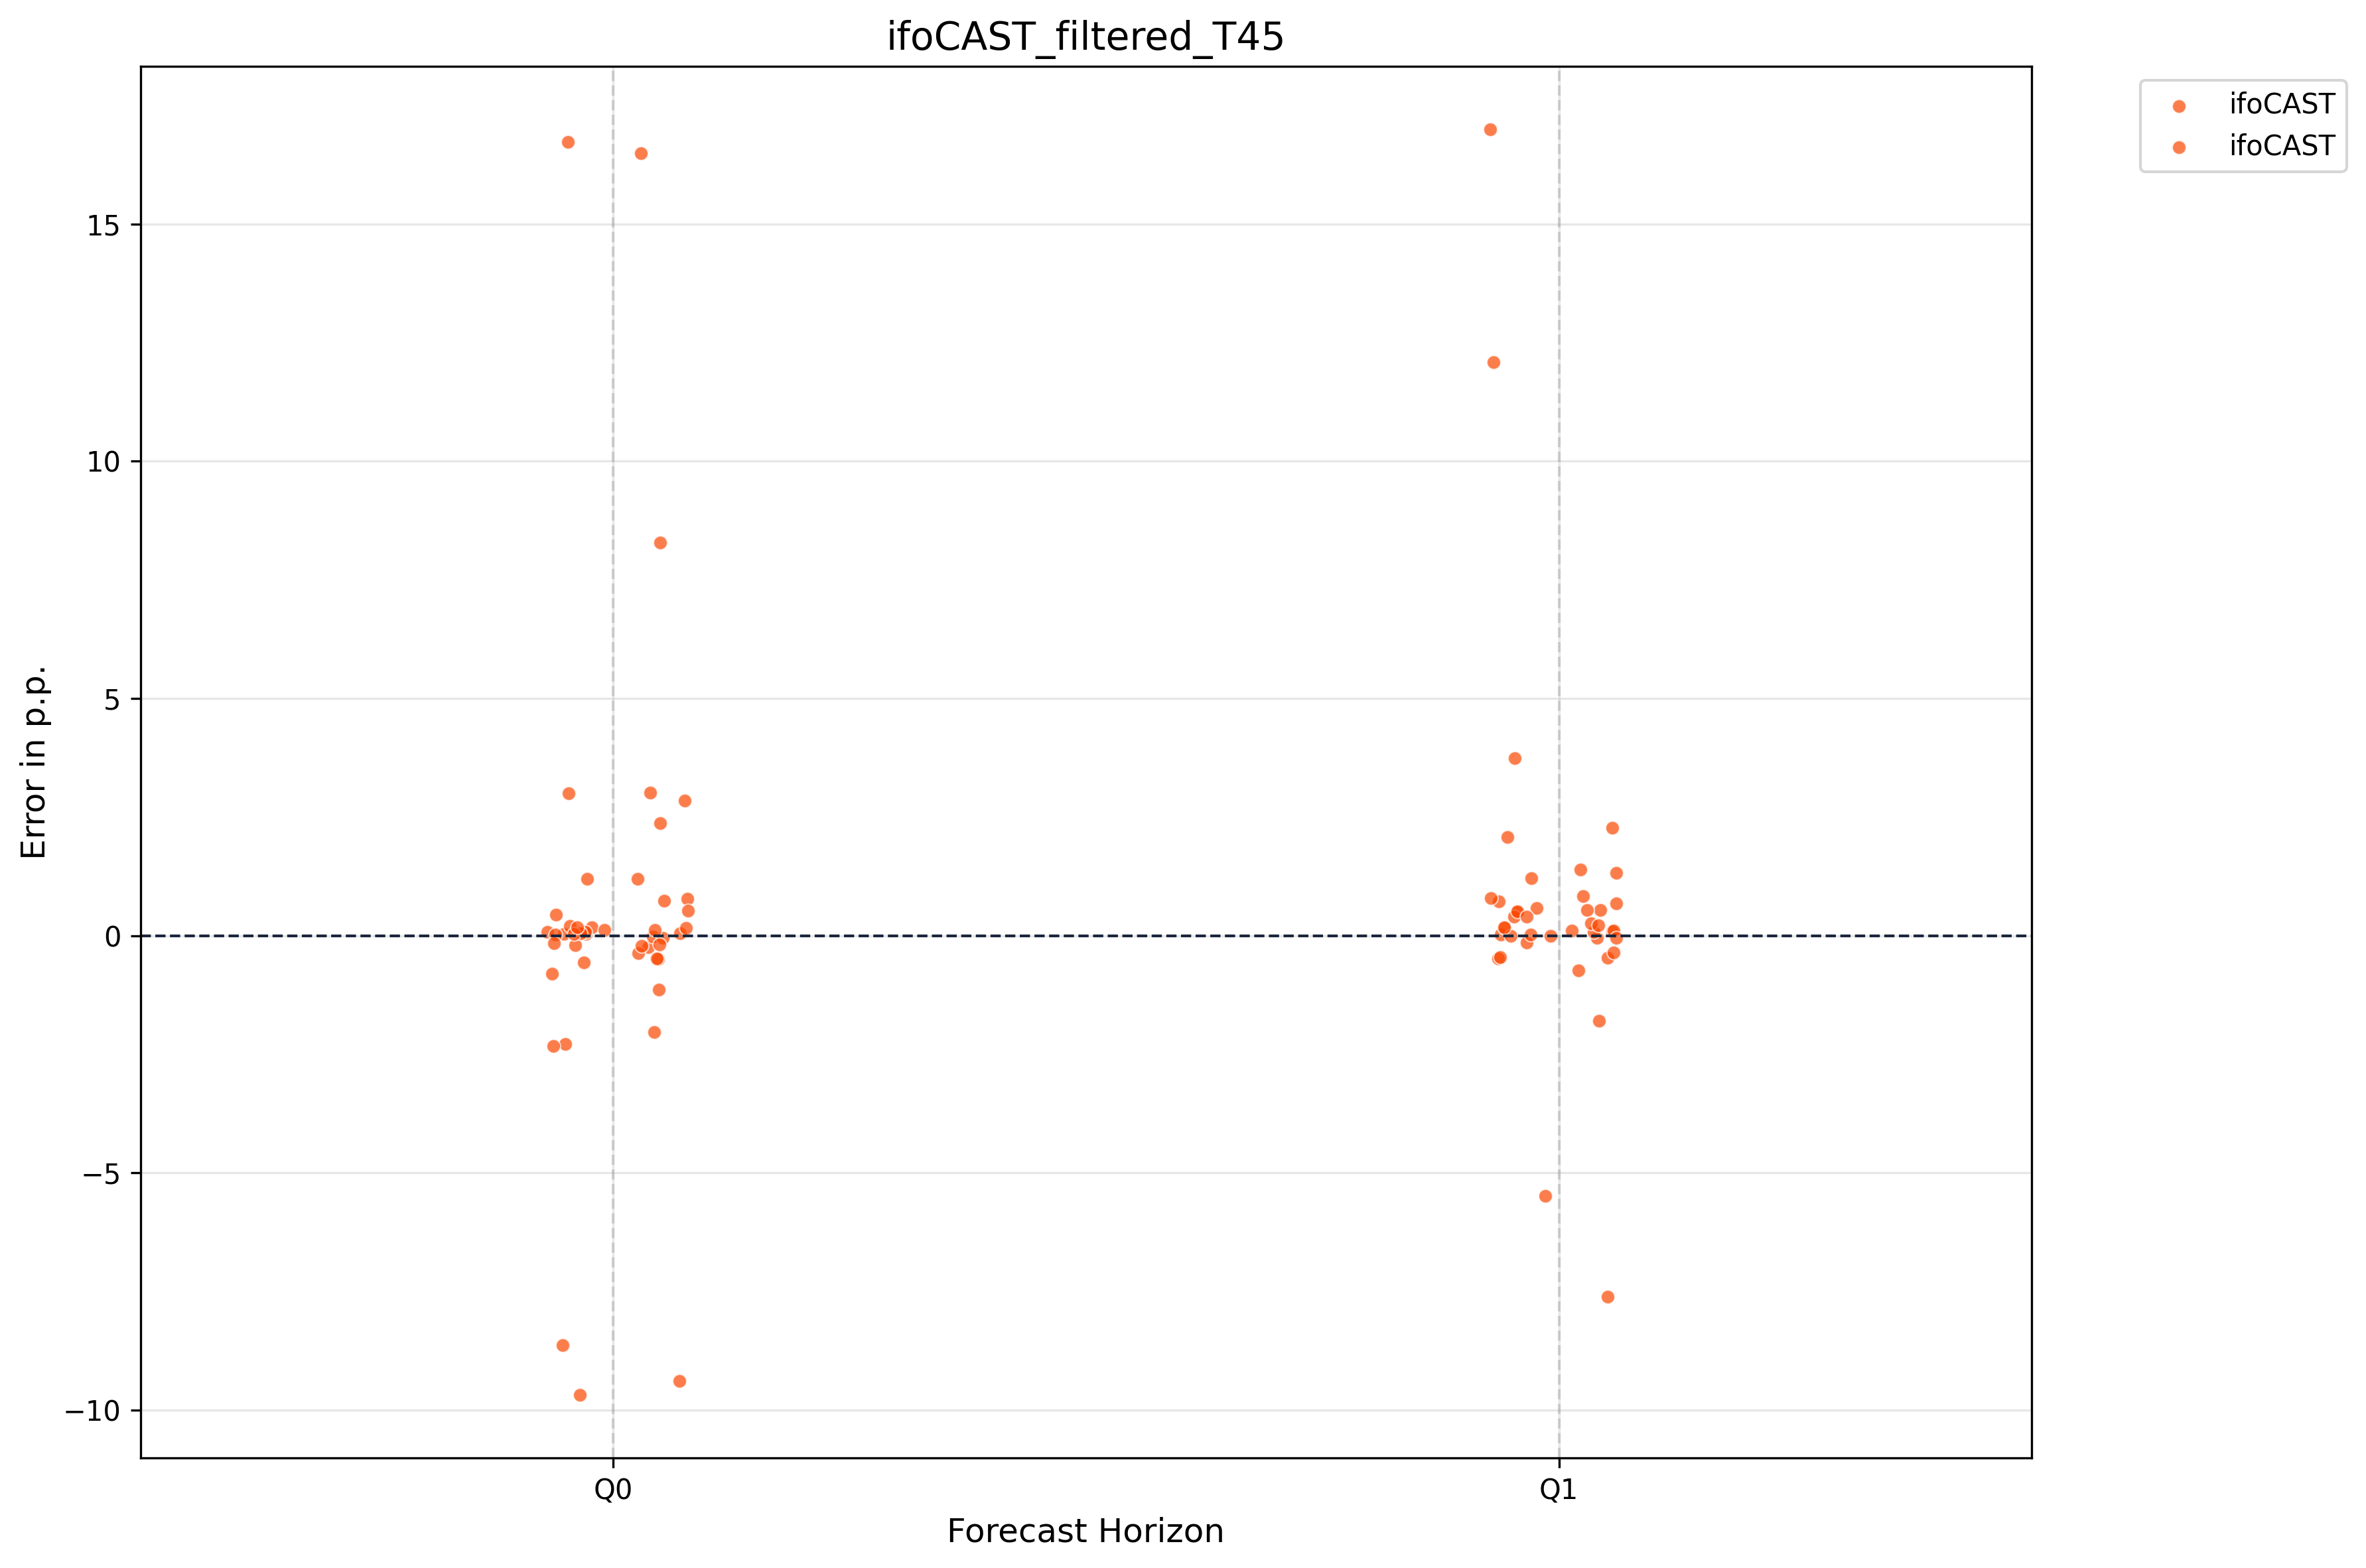 ifoCAST_filtered_T45
ifoCAST
ifoCAST
15
10
5
0
−5
−10
Error in p.p.
Q0
Q1
Forecast Horizon